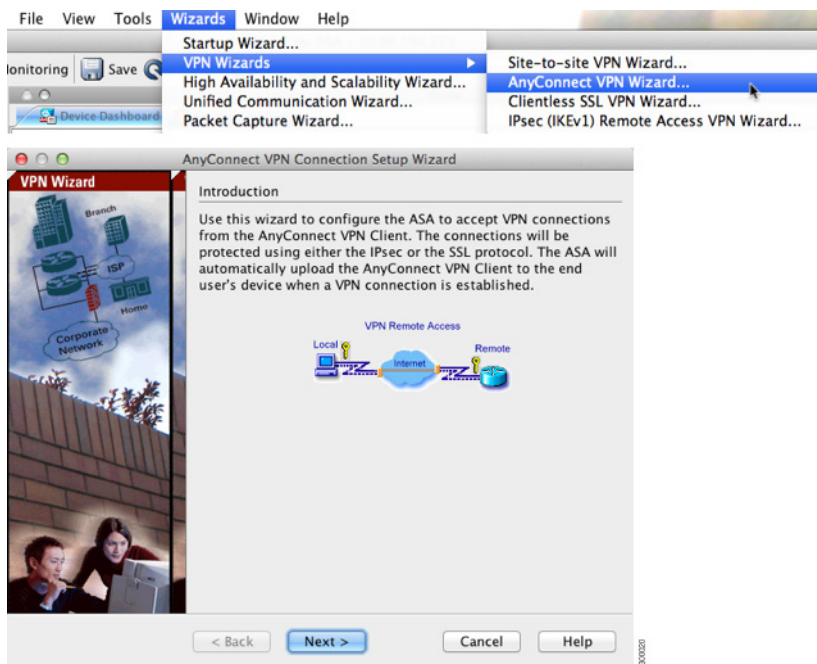 File View Tools Wizards Window Help
Startup Wizard...
onitoring Save
VPN Wizards
Site-to-site VPN Wizard...
High Availability and Scalability Wizard...
AnyConnect VPN Wizard...
Device Dashboard
Unified Communication Wizard...
Clientless SSL VPN Wizard...
Packet Capture Wizard...
IPsec (IKEv1) Remote Access VPN Wizard...
AnyConnect VPN Connection Setup Wizard
VPN Wizard
Branch
ISP
Home
Corporate
Network
Introduction
Use this wizard to configure the ASA to accept VPN connections
from the AnyConnect VPN Client. The connections will be
protected using either the IPsec or the SSL protocol. The ASA will
automatically upload the AnyConnect VPN Client to the end
user's device when a VPN connection is established.
VPN Remote Access
Local
Internet
Remote
< Back Next > Cancel Help
300020